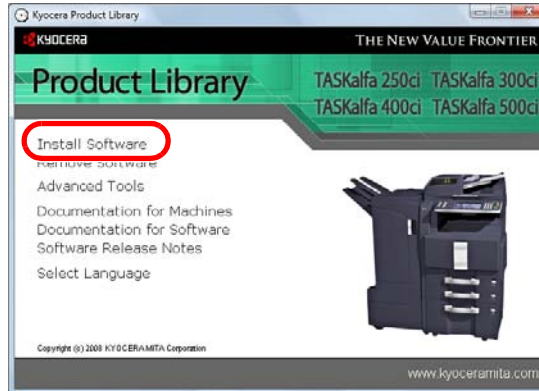 Kyocera Product Library
KYOCERA
THE NEW VALUE FRONTIER
Product Library
TASKalfa 250ci TASKalfa 300ci
TASKalfa 400ci TASKalfa 500ci
Install Software
Remove Software
Advanced Tools
Documentation for Machines
Documentation for Software
Software Release Notes
Select Language
Copyright (c) 2008 KYOCERAMITA Corporation
www.kyoceramita.com